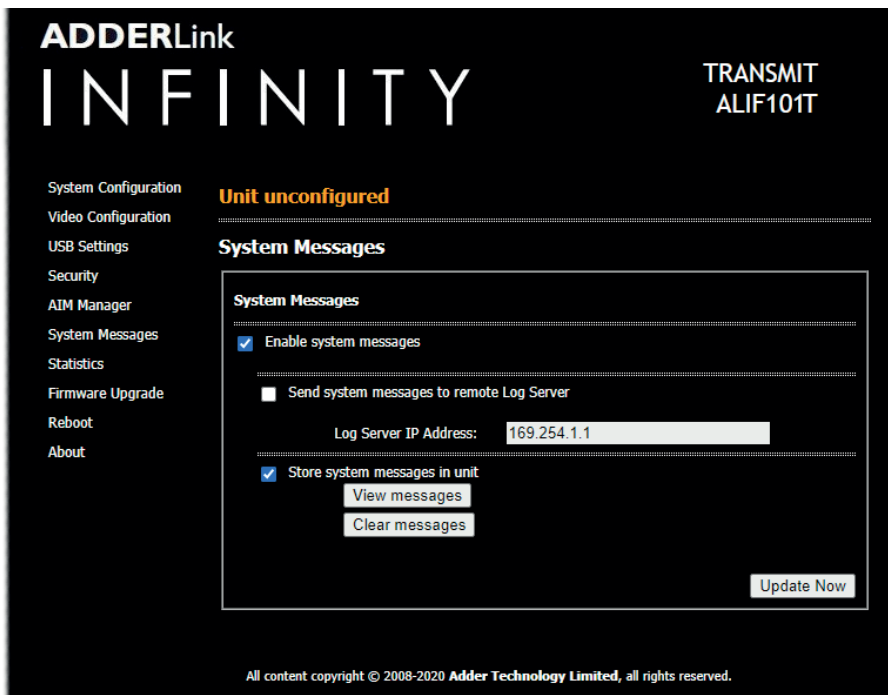 ADDERLink
INFINITY
TRANSMIT
ALIF101T
System Configuration
Video Configuration
USB Settings
Security
AIM Manager
System Messages
Statistics
Firmware Upgrade
Reboot
About
Unit unconfigured
System Messages
System Messages
Enable system messages
Send system messages to remote Log Server
Log Server IP Address: 169.254.1.1
Store system messages in unit
View messages
Clear messages
Update Now
All content copyright © 2008-2020 Adder Technology Limited, all rights reserved.